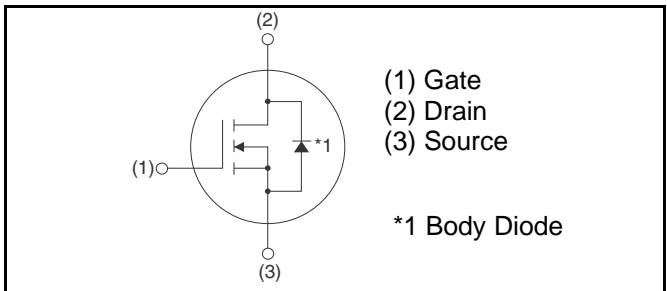 (2)
(1) Gate
(2) Drain
(3) Source
*1
(1)
*1 Body Diode
(3)